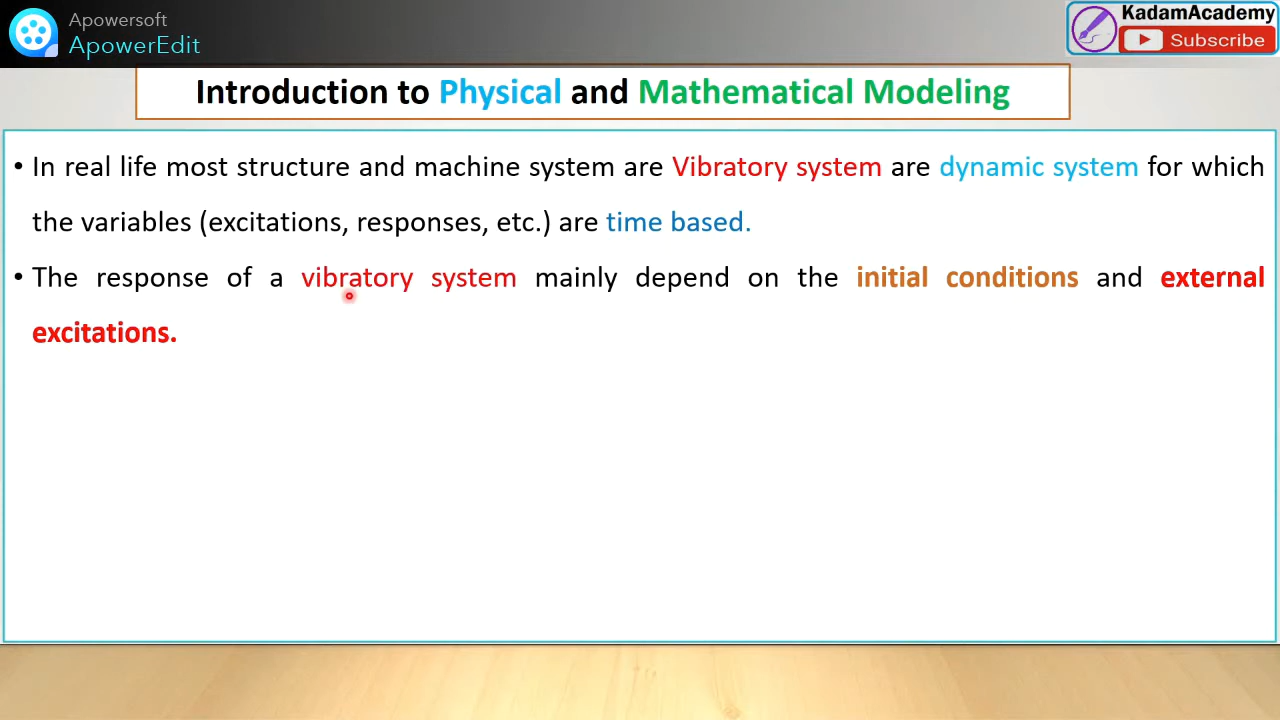 Apowersoft
ApowerEdit
KadamAcademy
Subscribe
Introduction to Physical and Mathematical Modeling
• In real life most structure and machine system are Vibratory system are dynamic system for which
the variables (excitations, responses, etc.) are time based.
• The response of a vibratory system mainly depend on the initial conditions and external
excitations.